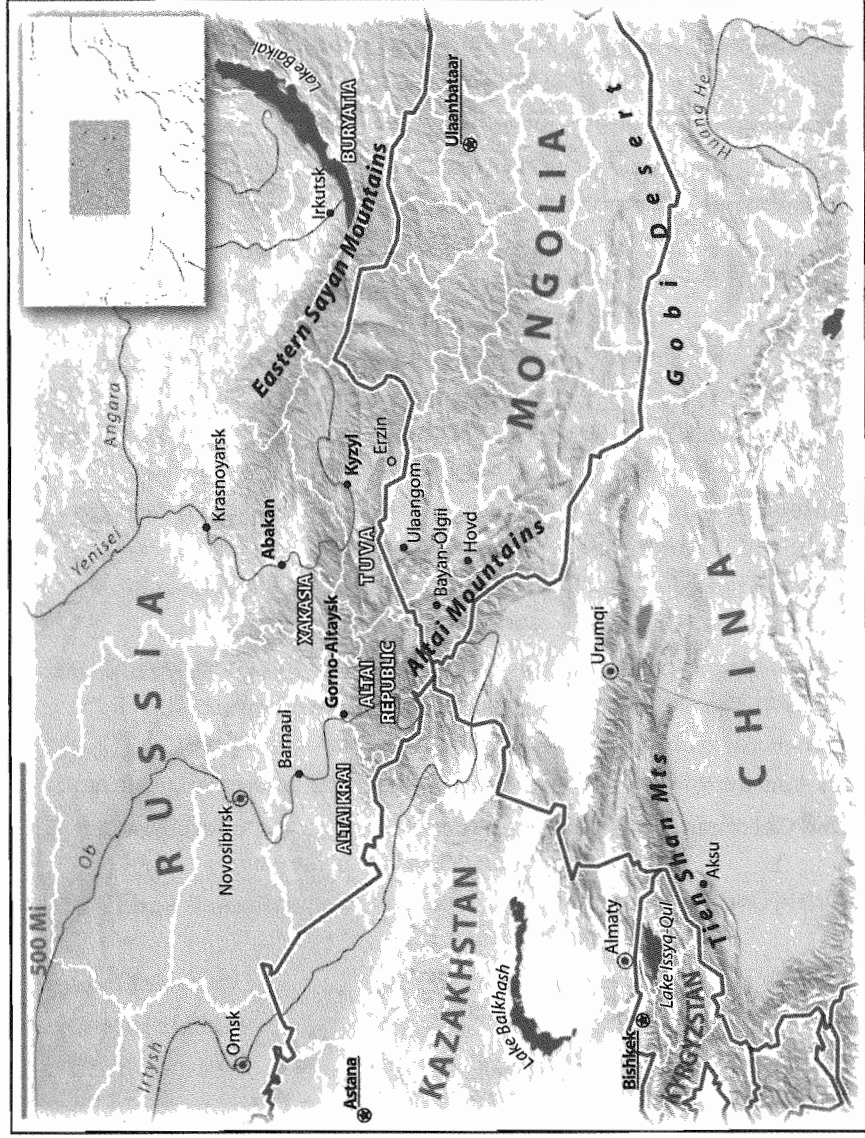 500 Mi
RUSSIA
Ob
Irtysh
Omsk
Novosibirsk
Barnaul
ALTAI KRAI
Yenisei
Angara
Krasnoyarsk
Abakan
XAKASIA
Gorno-Altaysk
ALTAI
REPUBLIC
TUVA
Kyzyl
Erzin
Eastern Sayan Mountains
Irkutsk
Lake Baikal
BURYATIA
Astana
KAZAKHSTAN
Lake Balkhash
Altai Mountains
Ulaangom
Bayan-Olgii
Hovd
MONGOLIA
Ulaanbataar
Gobi Desert
Huang He
Almaty
Bishkek
Lake Issyq-Qul
KYRGYZSTAN
Tien Shan Mts
Aksu
Urumqi
CHINA